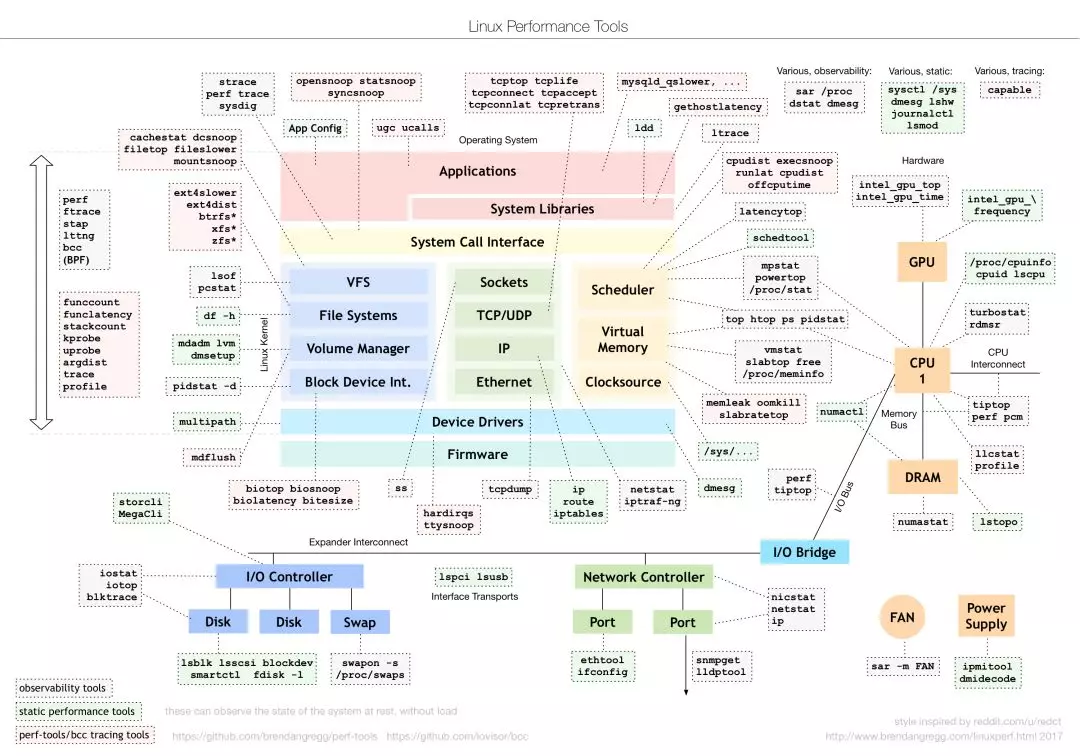 Linux Performance Tools
strace
perf trace
sysdig
opensnoop statsnoop
syncsnoop
tcptop tcplife
tcpconnect tcpaccept
tcpconnlat tcpretrans
mysqld_qslower, ...
gethostlatency
Various, observability:
sar /proc
dstat dmesg
Various, static:
sysctl /sys
dmesg lshw
journalctl
lsmod
Various, tracing:
capable
App Config
ugc ucalls
Operating System
ldd
ltrace
cachestat dcsnoop
filetop fileslower
mountsnoop
Applications
System Libraries
System Call Interface
cpudist execsnoop
runlat cpudist
offcputime
Hardware
intel_gpu_top
intel_gpu_time
intel_gpu_\
frequency
perf
ftrace
stap
lttng
bcc
(BPF)
ext4slower
ext4dist
btrfs*
xfs*
zfs*
latencytop
schedtool
mpstat
powertop
/proc/stat
GPU
/proc/cpuinfo
cpuid lscpu
lsof
pcstat
VFS
Sockets
Scheduler
funccount
funclatency
stackcount
kprobe
uprobe
argdist
trace
profile
df -h
File Systems
TCP/UDP
top htop ps pidstat
turbostat
rdmsr
Linux Kernel
mdadm lvm
dmsetup
Volume Manager
IP
Virtual
Memory
vmstat
slabtop free
/proc/meminfo
CPU
1
CPU
Interconnect
pidstat -d
Block Device Int.
Ethernet
Clocksource
memleak oomkill
slabratetop
numactl
Memory
Bus
tiptop
perf pcm
multipath
Device Drivers
mdflush
Firmware
/sys/...
llcstat
profile
DRAM
perf
tiptop
I/O Bus
biotop biosnoop
biolatency bitesize
ss
tcpdump
hardirqs
ttysnoop
ip
route
iptables
netstat
iptraf-ng
dmesg
numastat
lstopo
storcli
MegaCli
Expander Interconnect
I/O Bridge
iostat
iotop
blktrace
I/O Controller
lspci lsusb
Interface Transports
Network Controller
nicstat
netstat
ip
Disk
Disk
Swap
Port
Port
FAN
Power
Supply
lsblk lsscsi blockdev
smartctl fdisk -l
swapon -s
/proc/swaps
ethtool
ifconfig
snmpget
lldptool
sar -m FAN
ipmitool
dmidecode
observability tools
static performance tools
these can observe the state of the system at rest, without load
perf-tools/bcc tracing tools
https://github.com/brendangregg/perf-tools https://github.com/iovisor/bcc
style inspired by reddit.com/u/redct
http://www.brendangregg.com/linuxperf.html 2017